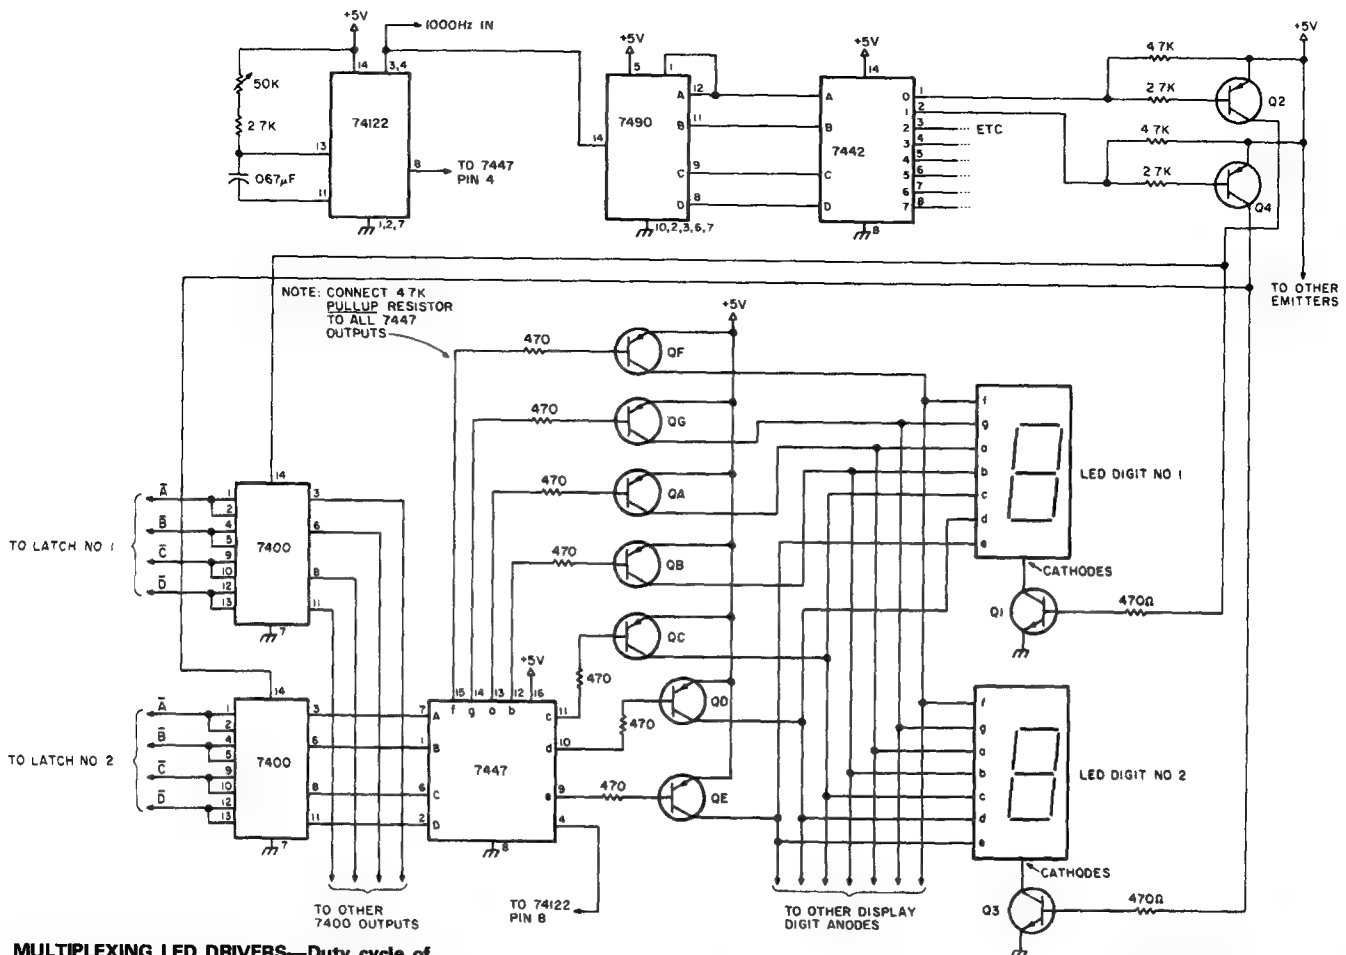 +5V
1000Hz IN
14
3,4
50K
2 7K
.067µF
74122
13
11
8
TO 7447
PIN 4
1,2,7
+5V
5
1
7490
14
A
12
B
11
C
9
D
8
10,2,3,6,7
+5V
14
7442
A
B
C
D
0
1
1
2
2
3
ETC
3
4
4
5
5
6
6
7
7
8
8
+5V
4 7K
2 7K
Q2
4.7K
2 7K
Q4
TO OTHER
EMITTERS
NOTE: CONNECT 4 7K
PULLUP RESISTOR
TO ALL 7447
OUTPUTS
+5V
470
QF
470
QG
470
QA
470
QB
QC
470
QD
470
470
QE
TO LATCH NO 1
A̅
B̅
C̅
D̅
1
2
4
5
9
10
12
13
14
7400
3
6
8
11
7
TO LATCH NO 2
A̅
B̅
C̅
D̅
1
2
4
5
9
10
12
13
14
7400
3
6
8
11
7
TO OTHER
7400 OUTPUTS
7
1
6
2
A
B
C
D
15
14
13
12
16
+5V
f
g
a
b
7447
c
11
d
10
e
9
4
8
TO 74122
PIN 8
f
g
a
b
c
d
e
LED DIGIT NO 1
CATHODES
Q1
470Ω
f
g
a
b
c
d
e
LED DIGIT NO 2
CATHODES
Q3
470Ω
TO OTHER DISPLAY
DIGIT ANODES
MULTIPLEXING LED DRIVERS—Duty cycle of